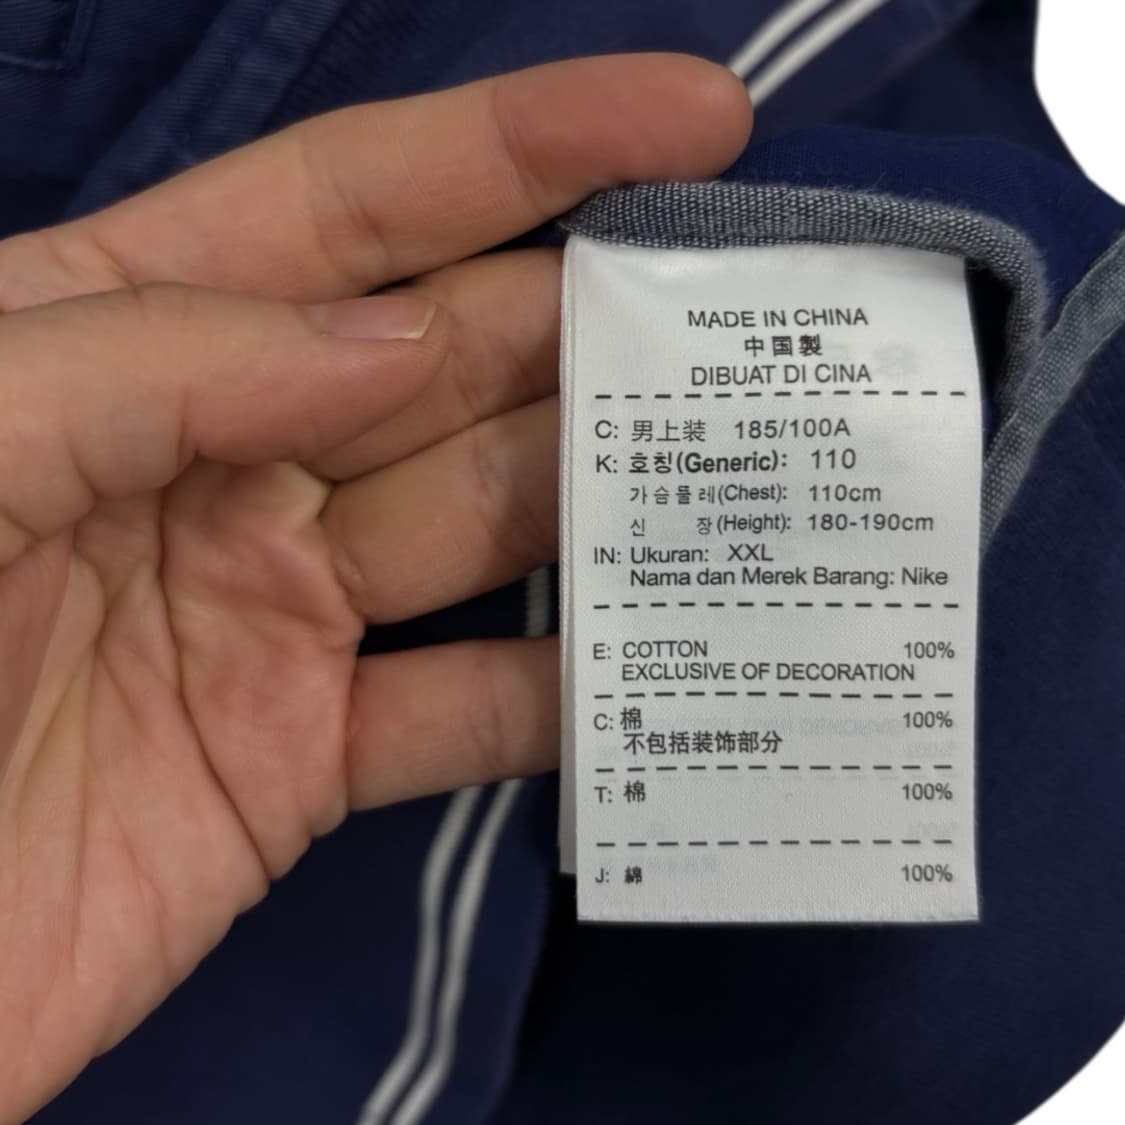 MADE IN CHINA
中国製
DIBUAT DI CINA
C: 男上装 185/100A
K: 호칭(Generic): 110
가슴둘레(Chest): 110cm
신 장(Height): 180-190cm
IN: Ukuran: XXL
Nama dan Merek Barang: Nike
E: COTTON 100%
EXCLUSIVE OF DECORATION
C: 棉 100%
不包括装饰部分
T: 棉 100%
J: 綿 100%